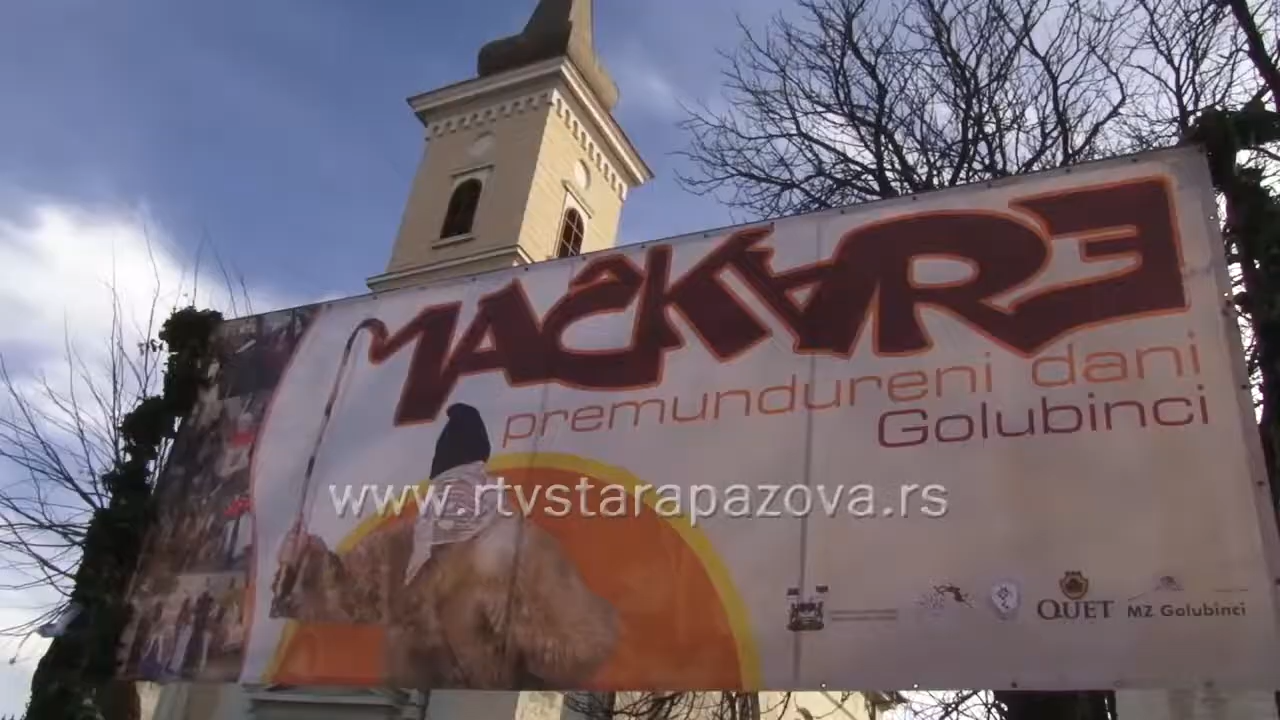 MAČKARE
premundureni dani
Golubinci
www.rtvstarapazova.rs
QUET
MZ Golubinci